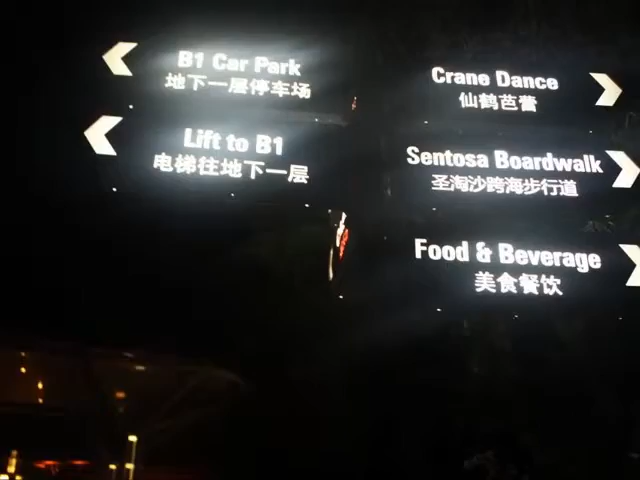 B1 Car Park
地下一层停车场
Lift to B1
电梯往地下一层
Crane Dance
仙鹤芭蕾
Sentosa Boardwalk
圣淘沙跨海步行道
Food & Beverage
美食餐饮